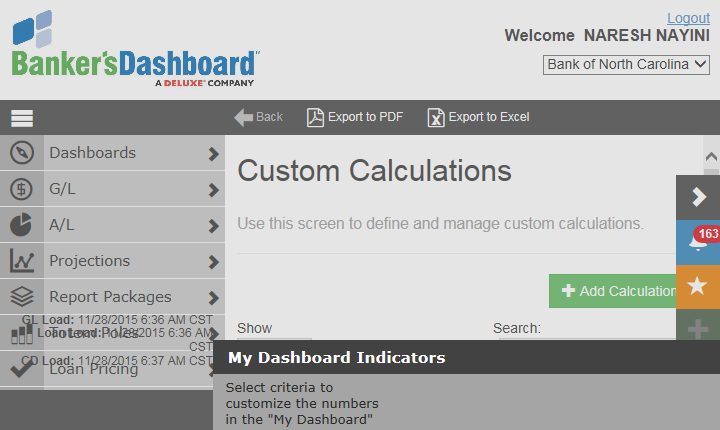 Logout
Welcome NARESH NAYINI
Banker'sDashboard™
A DELUXE® COMPANY
Bank of North Carolina
Back
Export to PDF
Export to Excel
Dashboards
G/L
A/L
Projections
Report Packages
GL Load: 11/28/2015 6:36 AM CST
Totem Poles
Loan Load: 11/28/2015 6:36 AM
CST
CD Load: 11/28/2015 6:37 AM CST
Loan Pricing
Custom Calculations
Use this screen to define and manage custom calculations.
163
Add Calculation
Show
Search:
My Dashboard Indicators
Select criteria to
customize the numbers
in the "My Dashboard"